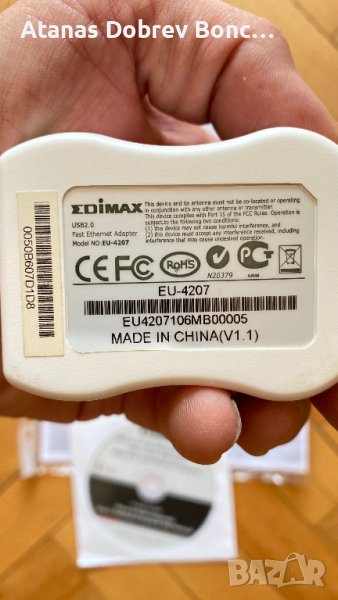 Atanas Dobrev Bonc...
EDIMAX
USB2.0
Fast Ethernet Adapter
Model NO:EU-4207
This device and its antenna must not be co-located or operating
in conjunction with any other antenna or transmitter.
This device complies with Part 15 of the FCC Rules. Operation is
subject to the following two conditions:
(1) this device may not cause harmful interference, and
(2) this device must accept any interference received, including
interference that may cause undesired operation.
CE FC RoHS
N20379
EU-4207
EU4207106MB00005
MADE IN CHINA(V1.1)
0050B607D1D8
BAZAR